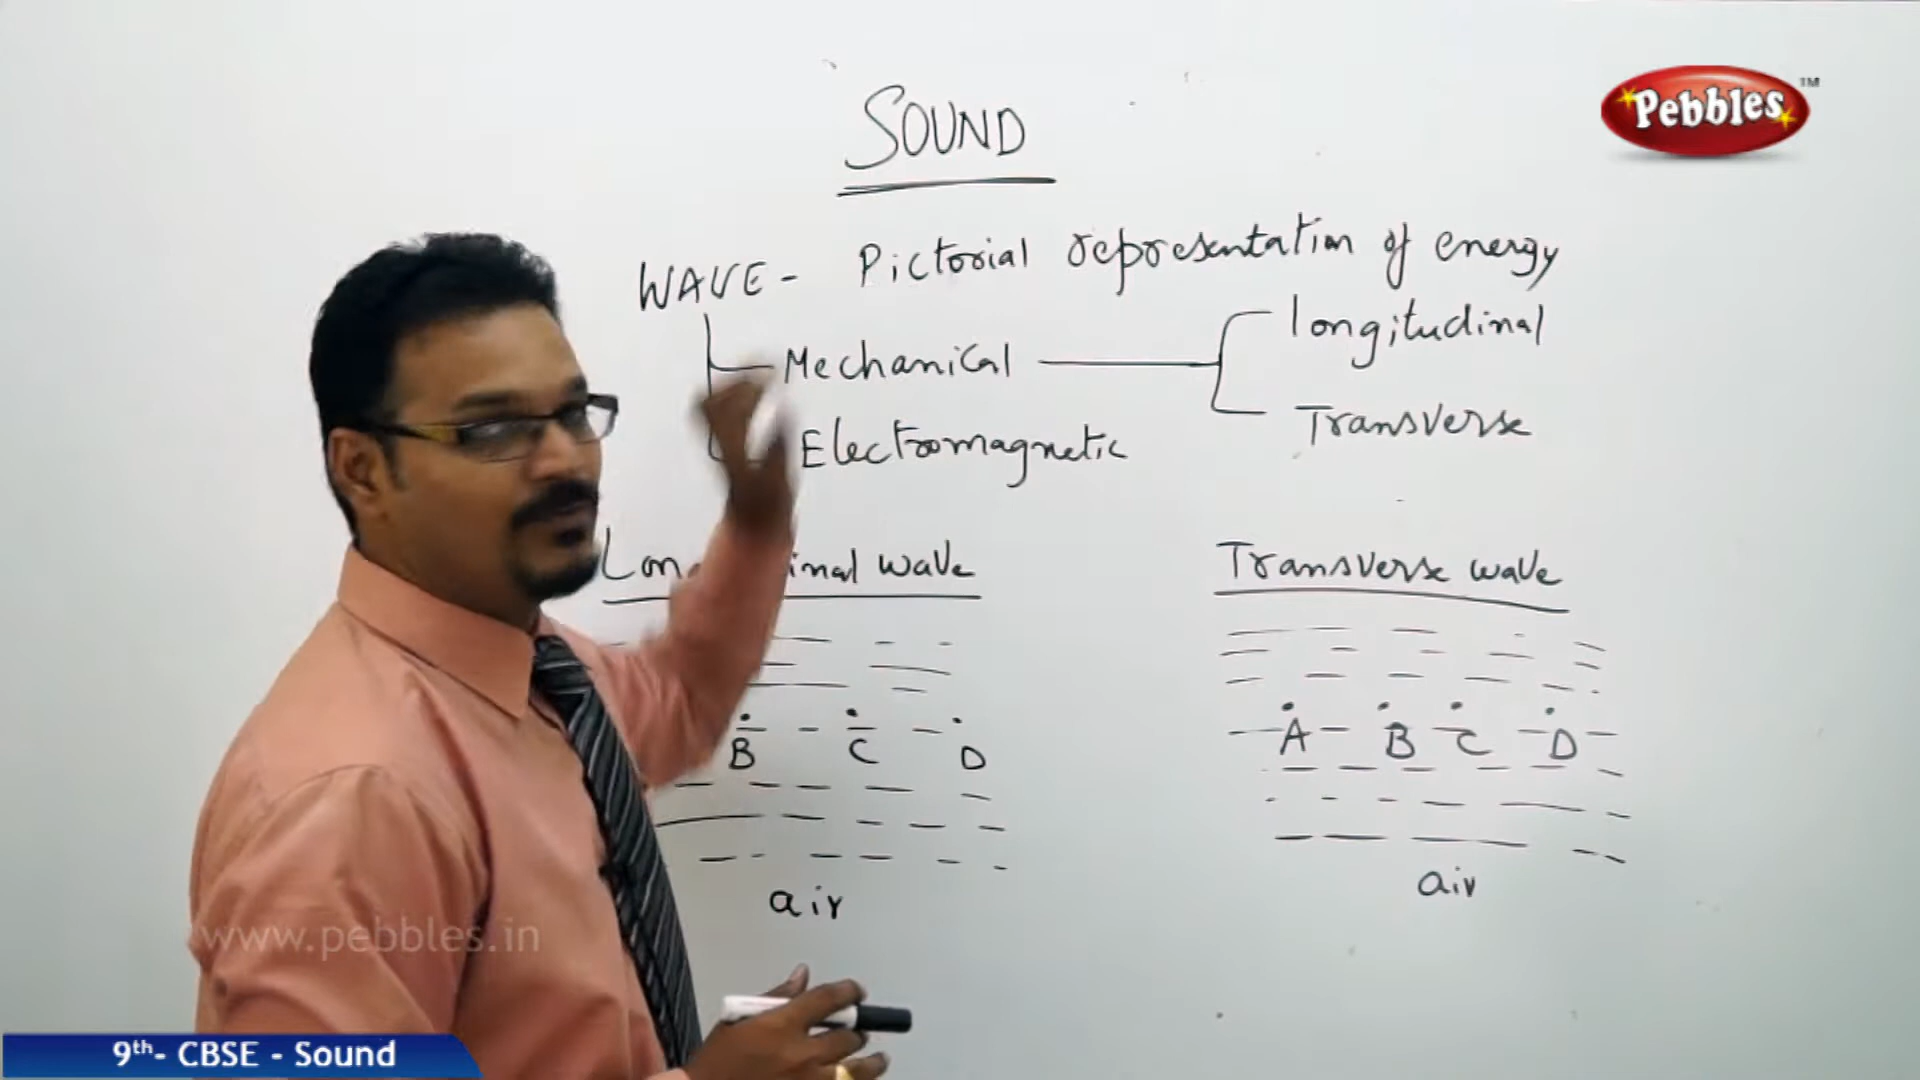 Pebbles TM
SOUND
WAVE - Pictorial representation of energy
Mechanical
longitudinal
Transverse
Electromagnetic
wave
Transverse wave
B C D
A B C D
air
air
www.pebbles.in
9th- CBSE - Sound